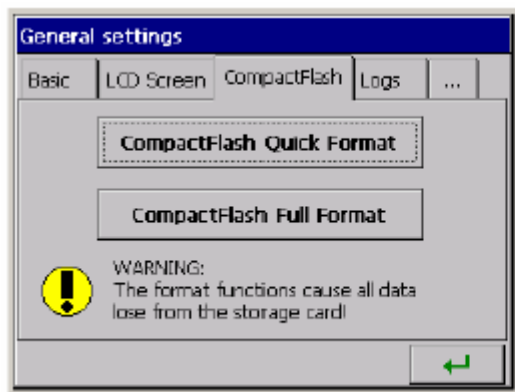 General settings
Basic LCD Screen CompactFlash Logs ...
CompactFlash Quick Format
CompactFlash Full Format
WARNING:
The format functions cause all data
lose from the storage card!